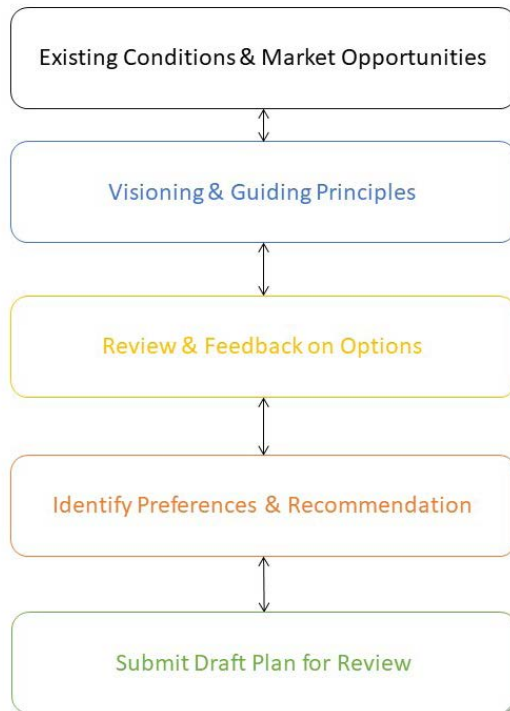 Existing Conditions & Market Opportunities
Visioning & Guiding Principles
Review & Feedback on Options
Identify Preferences & Recommendation
Submit Draft Plan for Review